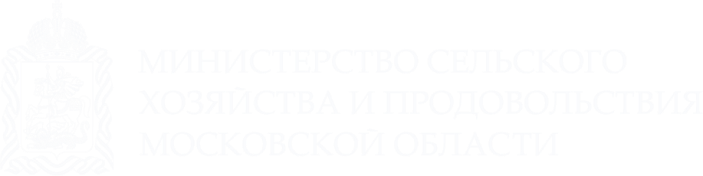 МИНИСТЕРСТВО СЕЛЬСКОГО
ХОЗЯЙСТВА И ПРОДОВОЛЬСТВИЯ
МОСКОВСКОЙ ОБЛАСТИ